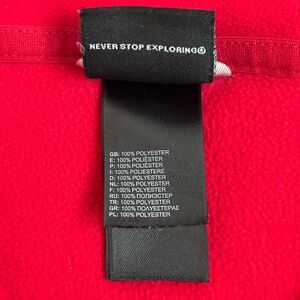 NEVER STOP EXPLORING®
GB: 100% POLYESTER
E: 100% POLIÉSTER
P: 100% POLIÉSTER
I: 100% POLIESTERE
D: 100% POLYESTER
NL: 100% POLYESTER
F: 100% POLYESTER
RU: 100% ПОЛИЭСТЕР
TR: 100% POLYESTER
GR: 100% ΠΟΛΥΕΣΤΕΡΑΣ
PL: 100% POLYESTER